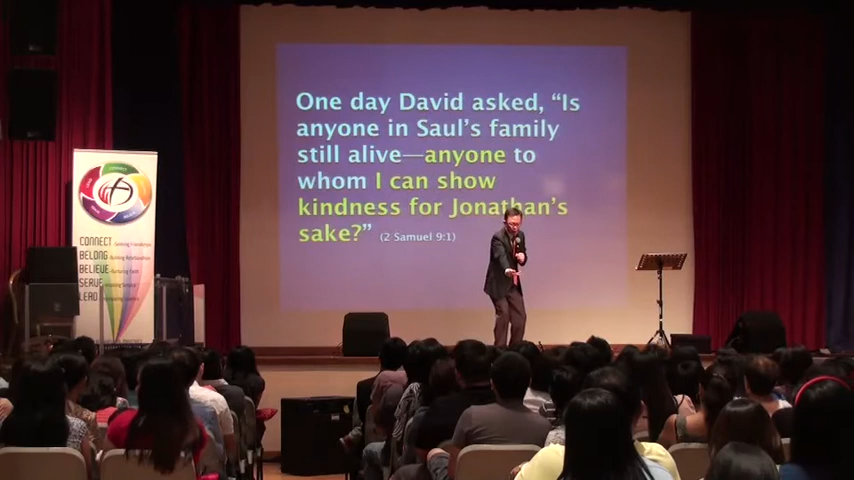 One day David asked, “Is
anyone in Saul’s family
still alive—anyone to
whom I can show
kindness for Jonathan’s
sake?” (2 Samuel 9:1)
CONNECT
BELONG
BELIEVE
SERVE
LEAD